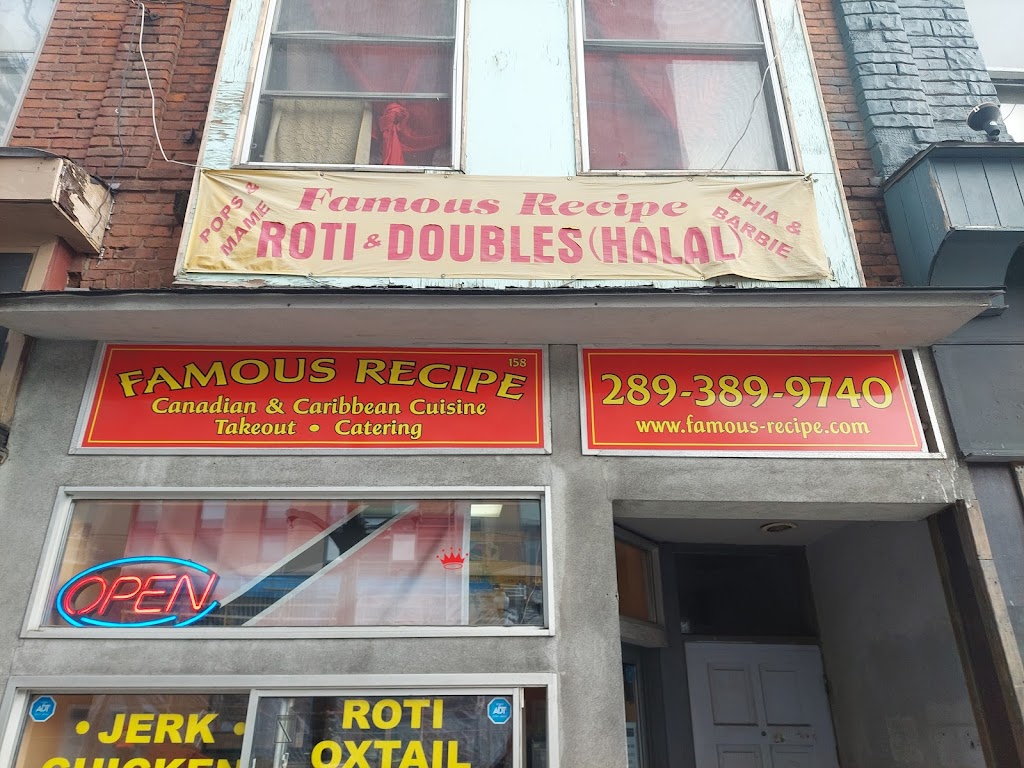 POPS &
MAME
Famous Recipe
ROTI & DOUBLES (HALAL)
BHIA &
BARBIE
FAMOUS RECIPE
158
Canadian & Caribbean Cuisine
Takeout • Catering
289-389-9740
www.famous-recipe.com
OPEN
ADT
• JERK •
CHICKEN
ROTI
OXTAIL
ADT